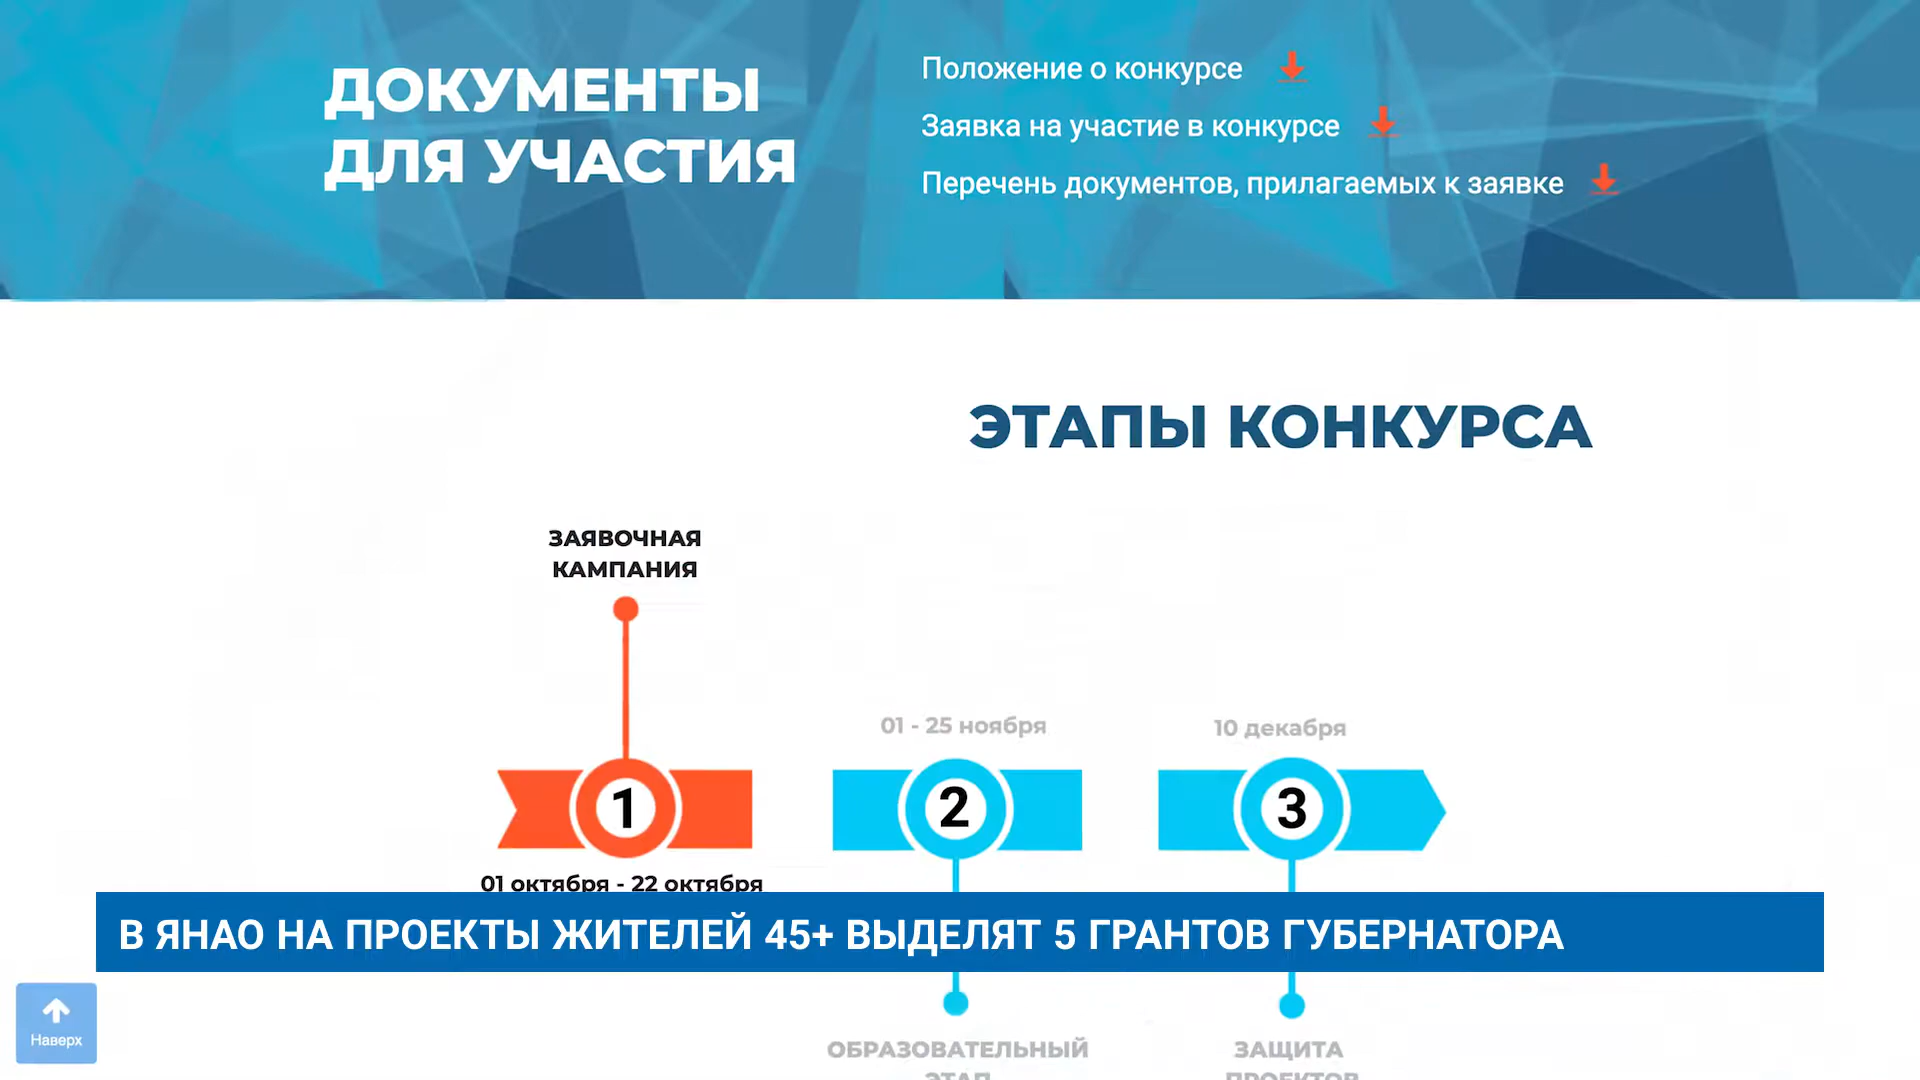 ДОКУМЕНТЫ
ДЛЯ УЧАСТИЯ
Положение о конкурсе
Заявка на участие в конкурсе
Перечень документов, прилагаемых к заявке
ЭТАПЫ КОНКУРСА
ЗАЯВОЧНАЯ
КАМПАНИЯ
01 - 25 ноября
10 декабря
1
2
3
01 октября - 22 октября
В ЯНАО НА ПРОЕКТЫ ЖИТЕЛЕЙ 45+ ВЫДЕЛЯТ 5 ГРАНТОВ ГУБЕРНАТОРА
Наверх
ОБРАЗОВАТЕЛЬНЫЙ
ЭТАП
ЗАЩИТА
ПРОЕКТОВ